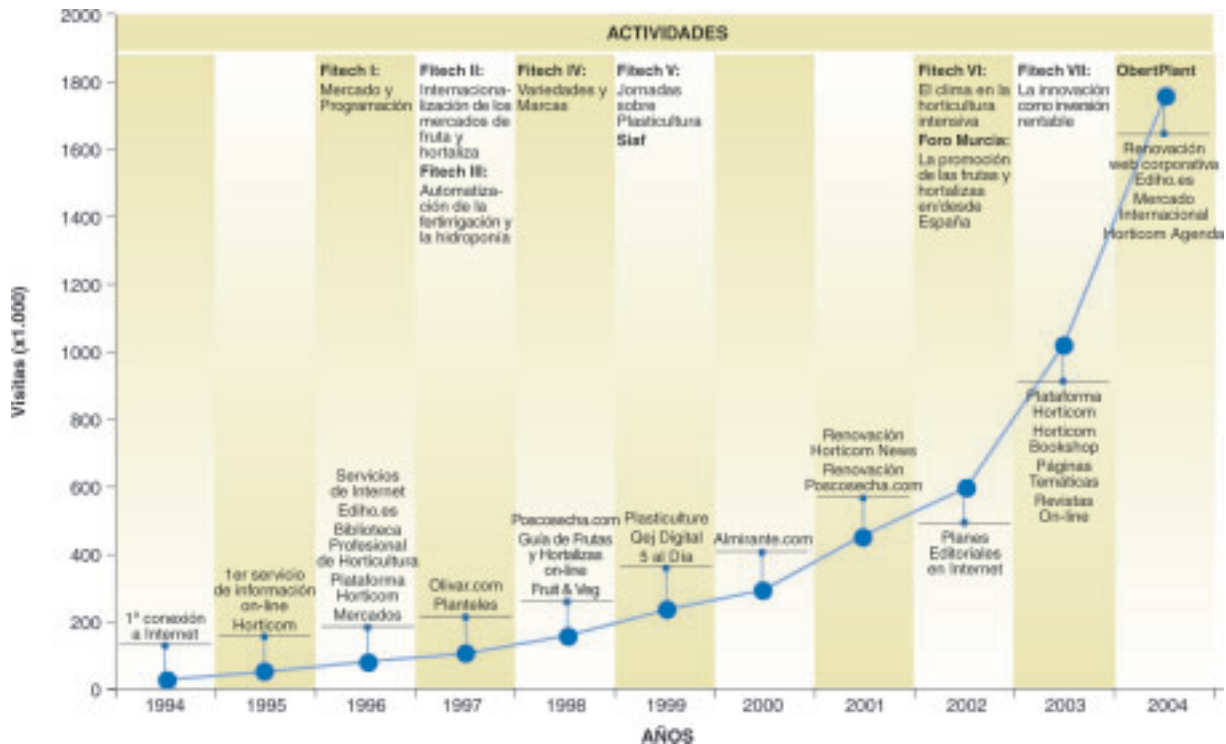 ACTIVIDADES
Fitech I:
Mercado y
Programación
Fitech II:
Internaciona-
lización de los
mercados de
fruta y
hortaliza
Fitech III:
Automatiza-
ción de la
fertirrigación y
la hidroponía
Fitech IV:
Variedades y
Marcas
Fitech V:
Jornadas
sobre
Plasticultura
Siaf
Fitech VI:
El clima en la
horticultura
intensiva
Foro Murcia:
La promoción
de las frutas y
hortalizas
en/desde
España
Fitech VII:
La innovación
como inversión
rentable
ObertPlant
Renovación
web corporativa
Ediho.es
Mercado
Internacional
Horticom Agenda
2000
1800
1600
1400
1200
1000
800
600
400
200
0
Visitas (x1.000)
1ª conexión
a Internet
1er servicio
de información
on-line
Horticom
Servicios
de Internet
Ediho.es
Biblioteca
Profesional
de Horticultura
Plataforma
Horticom
Mercados
Olivar.com
Planteles
Poscosecha.com
Guía de Frutas
y Hortalizas
on-line
Fruit & Veg
Plasticulture
Qej Digital
5 al Día
Almirante.com
Renovación
Horticom News
Renovación
Poscosecha.com
Planes
Editoriales
en Internet
Plataforma
Horticom
Horticom
Bookshop
Páginas
Temáticas
Revistas
On-line
1994
1995
1996
1997
1998
1999
2000
2001
2002
2003
2004
AÑOS